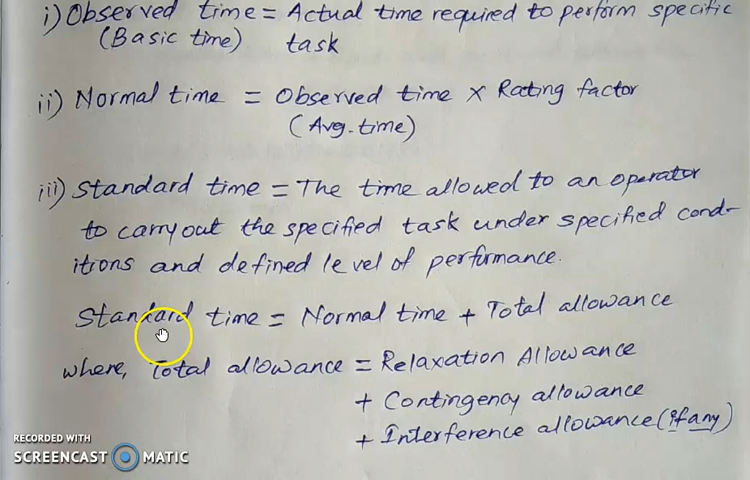 i) Observed time = Actual time required to perform specific
(Basic time) task
ii) Normal time = Observed time × Rating factor
(Avg. time)
iii) Standard time = The time allowed to an operator
to carryout the specified task under specified cond-
itions and defined level of performance.
Standard time = Normal time + Total allowance
where, Total allowance = Relaxation Allowance
+ Contingency allowance
+ Interference allowance (if any)
RECORDED WITH
SCREENCAST O MATIC